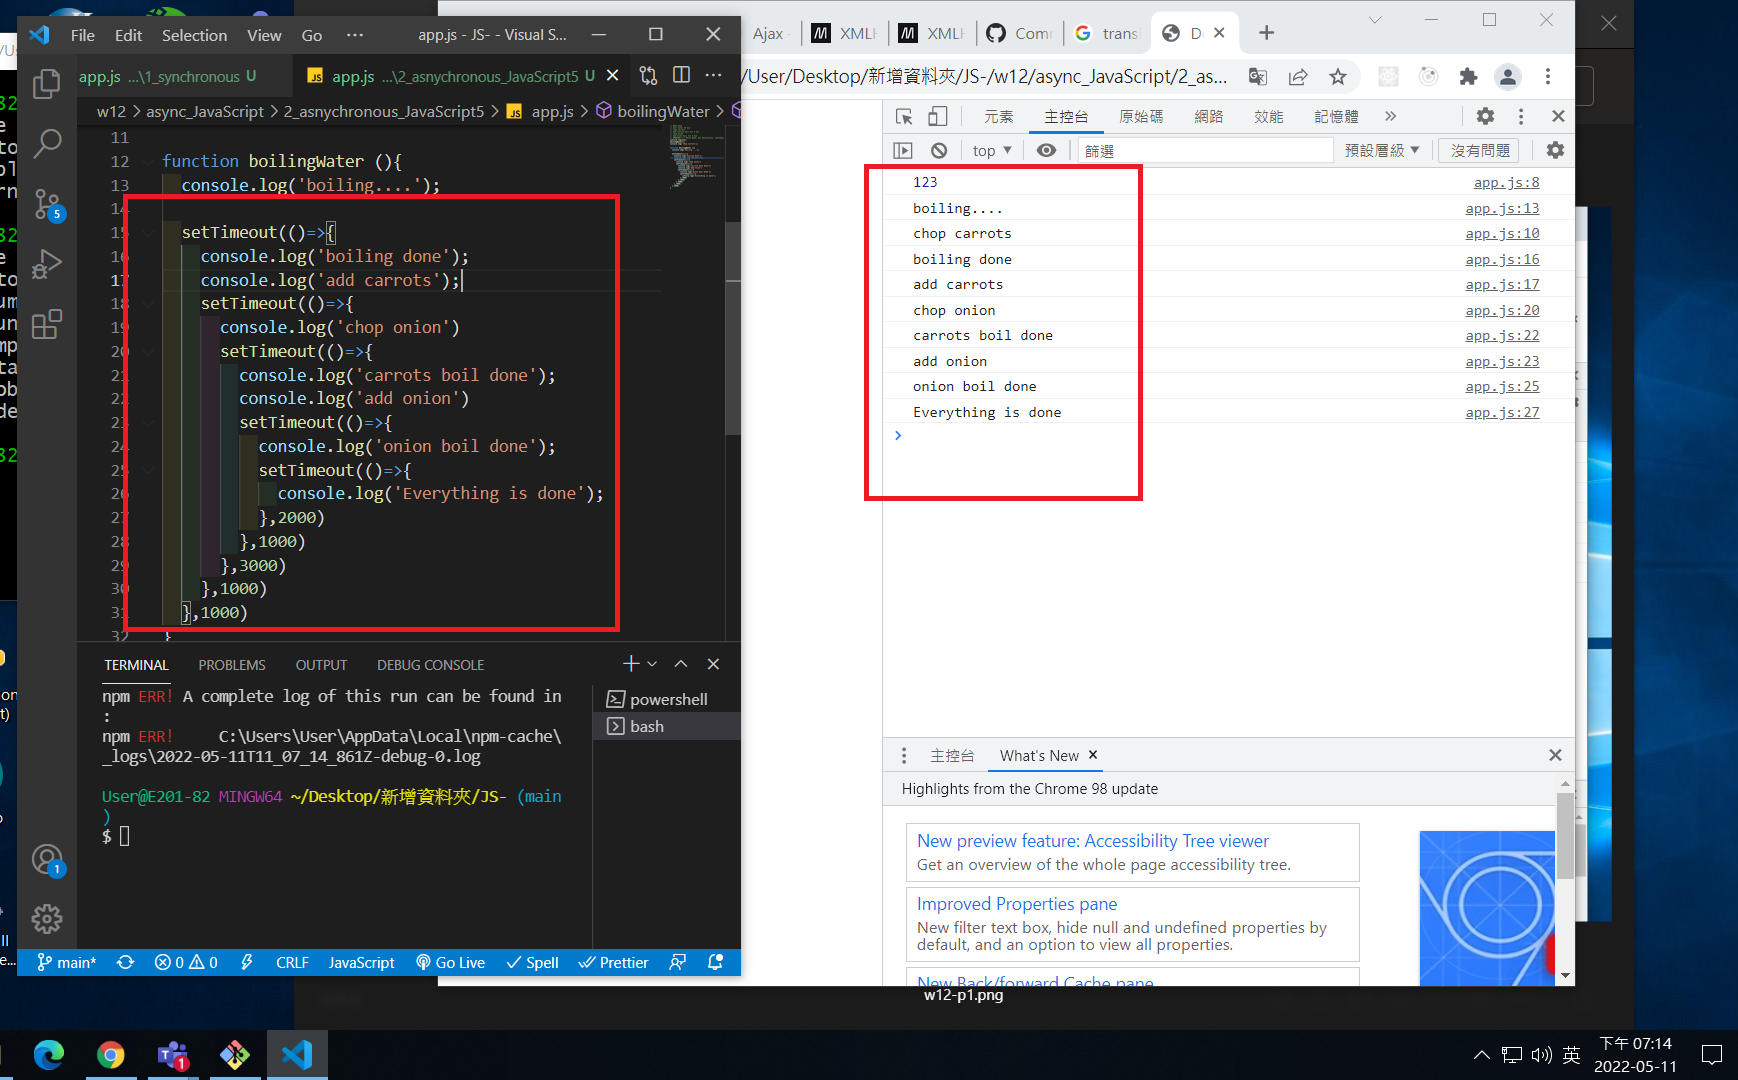 File Edit Selection View Go ··· app.js - JS- - Visual S...
app.js ...\1_synchronous U
JS app.js ...\2_asnychronous_JavaScript5 U
w12 > async_JavaScript > 2_asnychronous_JavaScript5 > JS app.js > boilingWater >
11
12 function boilingWater (){
13 console.log('boiling....');
14
15 setTimeout(()=>{
16 console.log('boiling done');
17 console.log('add carrots');
18 setTimeout(()=>{
19 console.log('chop onion')
20 setTimeout(()=>{
21 console.log('carrots boil done');
22 console.log('add onion')
23 setTimeout(()=>{
24 console.log('onion boil done');
25 setTimeout(()=>{
26 console.log('Everything is done');
27 },2000)
28 },1000)
29 },3000)
30 },1000)
31 },1000)
32 }
5
1
TERMINAL PROBLEMS OUTPUT DEBUG CONSOLE
npm ERR! A complete log of this run can be found in
:
npm ERR! C:\Users\User\AppData\Local\npm-cache\
_logs\2022-05-11T11_07_14_861Z-debug-0.log
User@E201-82 MINGW64 ~/Desktop/新增資料夾/JS- (main
)
$
powershell
bash
main* 0 0 CRLF JavaScript Go Live Spell Prettier
Ajax XMLH XMLH Com trans D
/User/Desktop/新增資料夾/JS-/w12/async_JavaScript/2_as...
元素 主控台 原始碼 網路 效能 記憶體 »
top ▼ 篩選 預設層級 ▼ 沒有問題
123 app.js:8
boiling.... app.js:13
chop carrots app.js:10
boiling done app.js:16
add carrots app.js:17
chop onion app.js:20
carrots boil done app.js:22
add onion app.js:23
onion boil done app.js:25
Everything is done app.js:27
主控台 What's New
Highlights from the Chrome 98 update
New preview feature: Accessibility Tree viewer
Get an overview of the whole page accessibility tree.
Improved Properties pane
New filter text box, hide null and undefined properties by
default, and an option to view all properties.
New Back/forward Cache pane
w12-p1.png
1
英
下午 07:14
2022-05-11